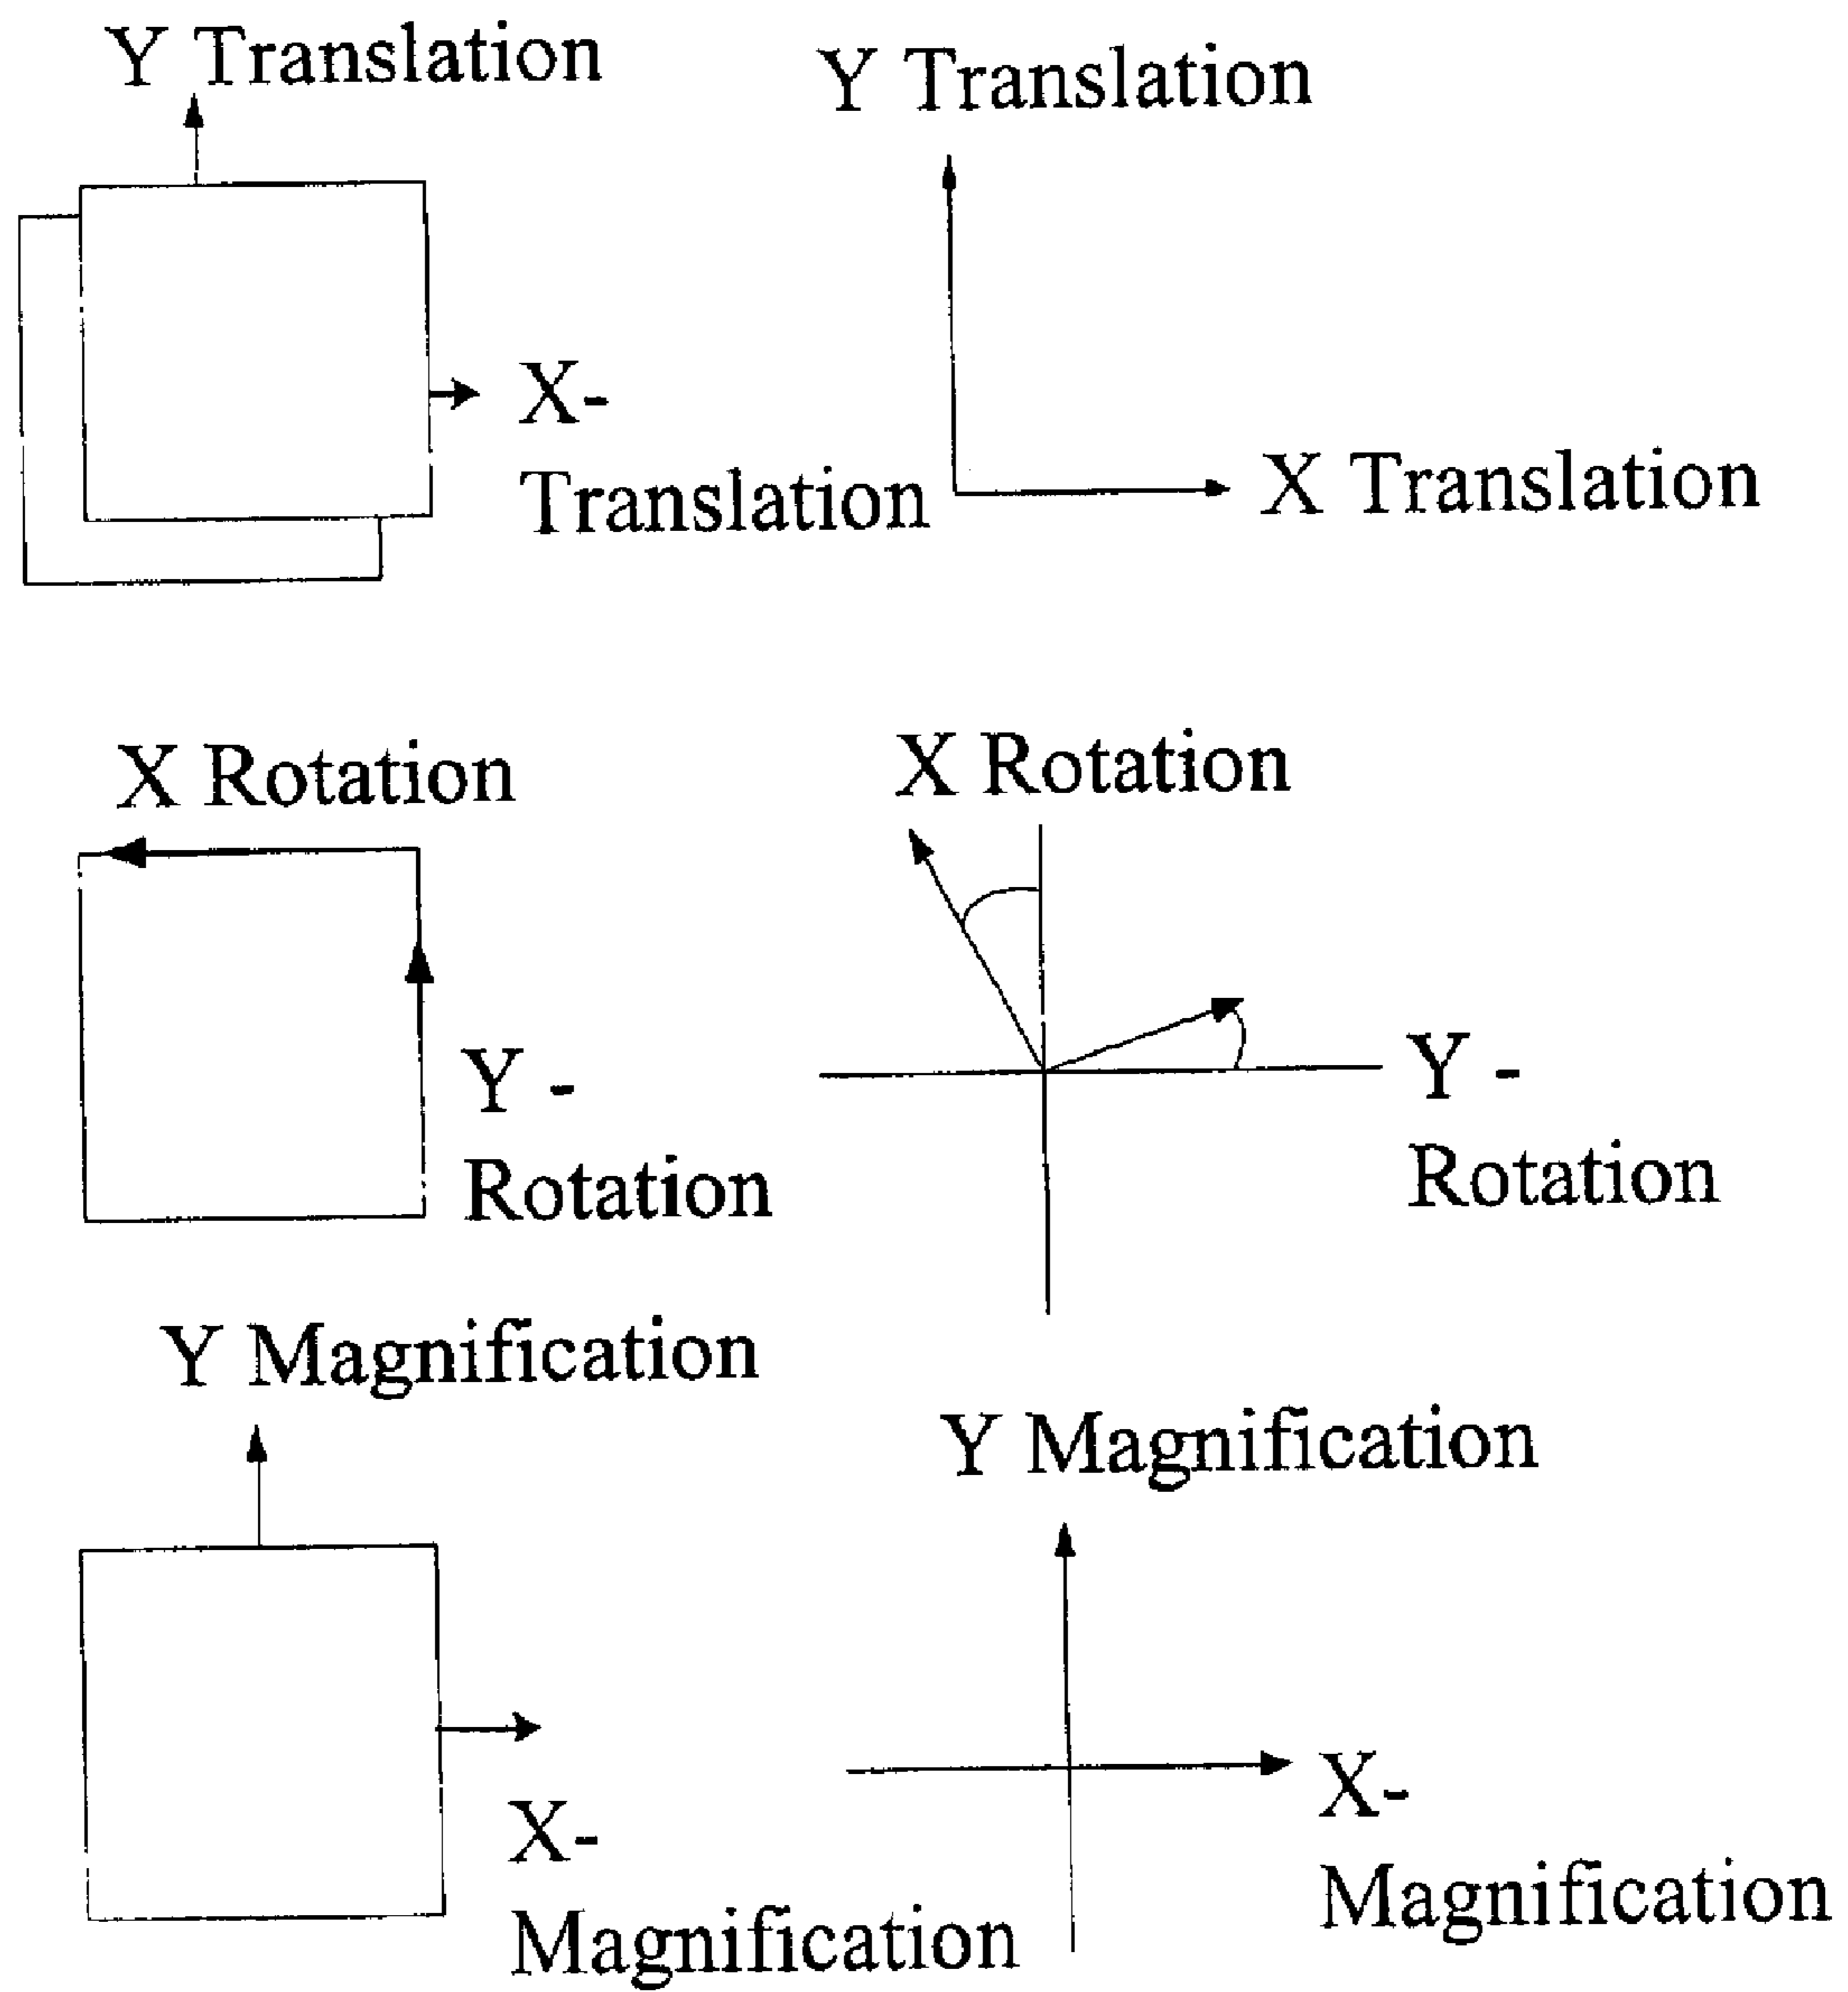 Y Translation
X-
Translation
Y Translation
X Translation
X Rotation
Y -
Rotation
X Rotation
Y -
Rotation
Y Magnification
X-
Magnification
Y Magnification
X-
Magnification